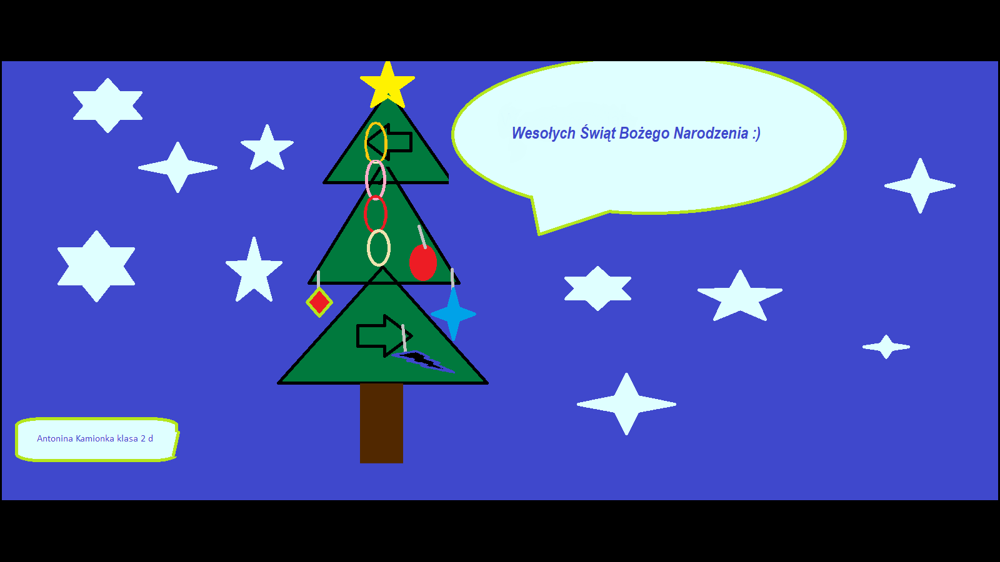 Wesołych Świąt Bożego Narodzenia :)
Antonina Kamionka klasa 2 d